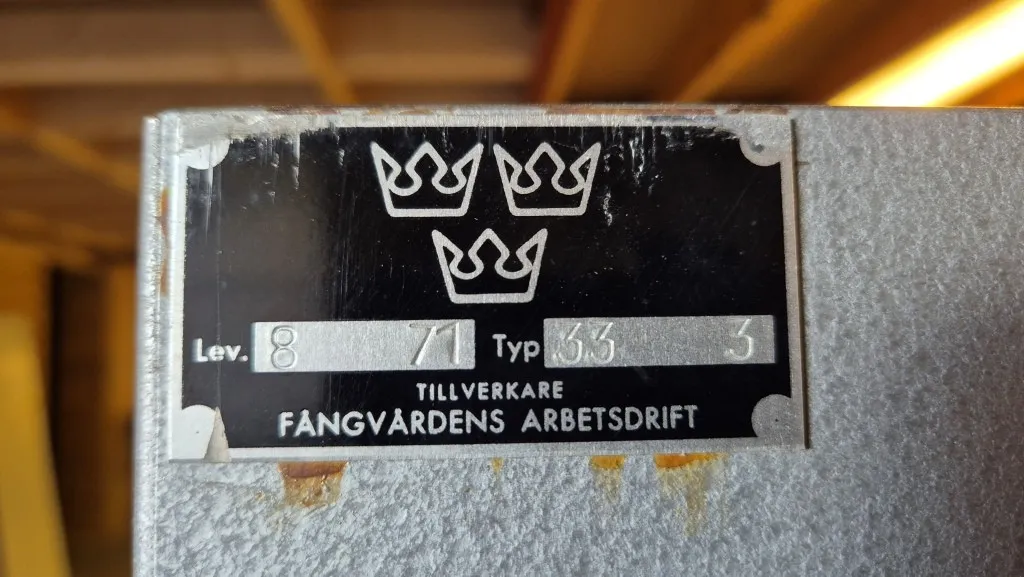 Lev. 8 71 Typ 33 3
TILLVERKARE
FÅNGVÅRDENS ARBETSDRIFT